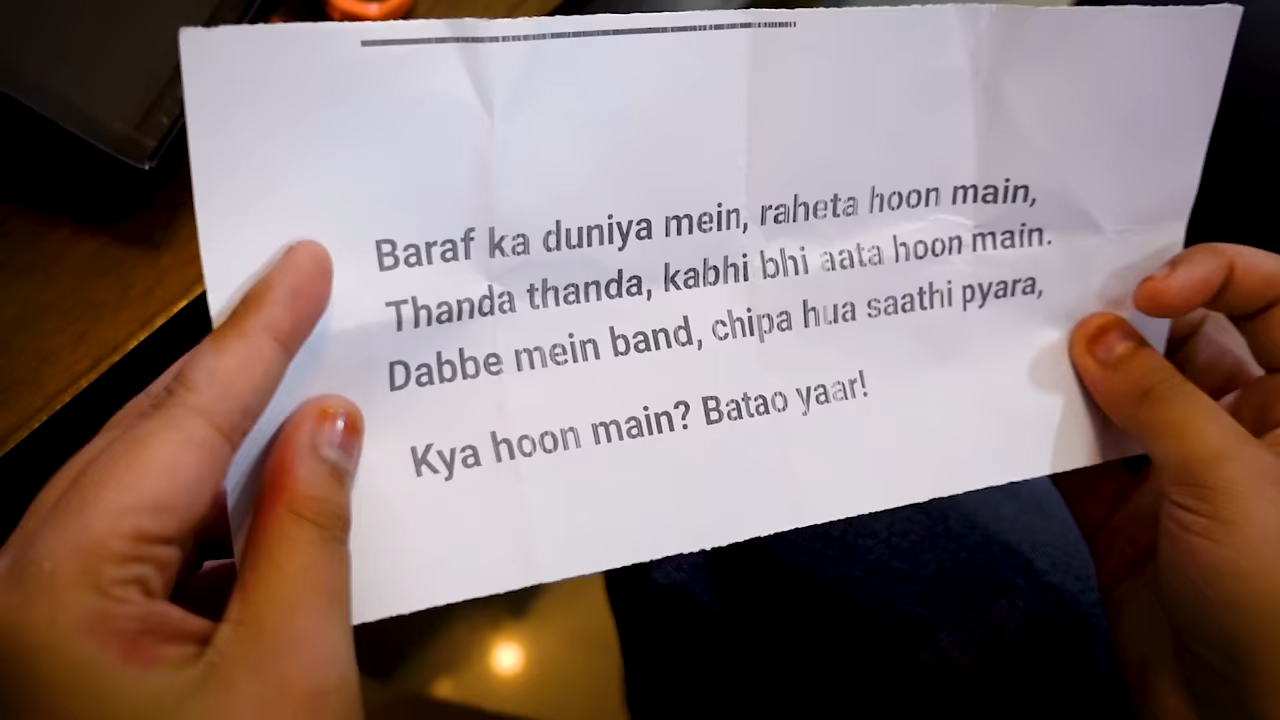 Baraf ka duniya mein, raheta hoon main,
Thanda thanda, kabhi bhi aata hoon main.
Dabbe mein band, chipa hua saathi pyara,
Kya hoon main? Batao yaar!